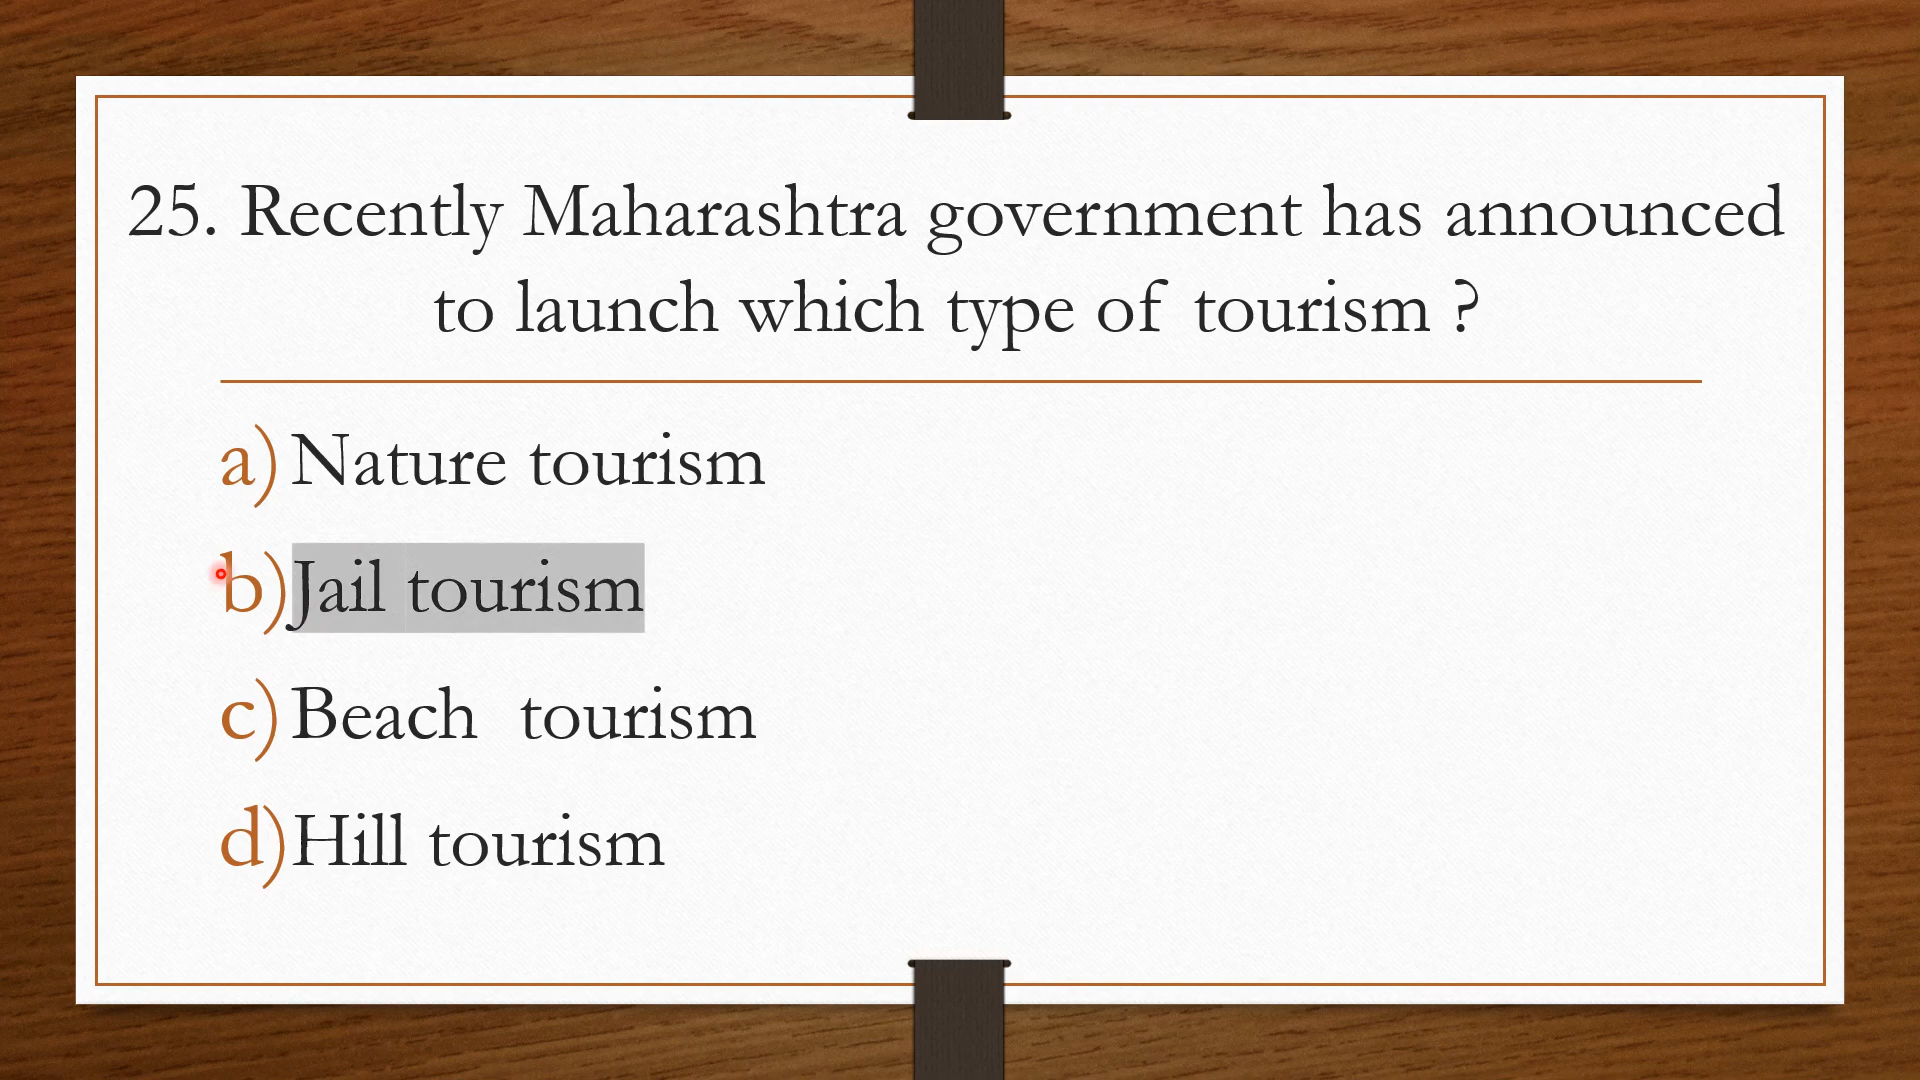 25. Recently Maharashtra government has announced
to launch which type of tourism ?
a) Nature tourism
b) Jail tourism
c) Beach tourism
d) Hill tourism